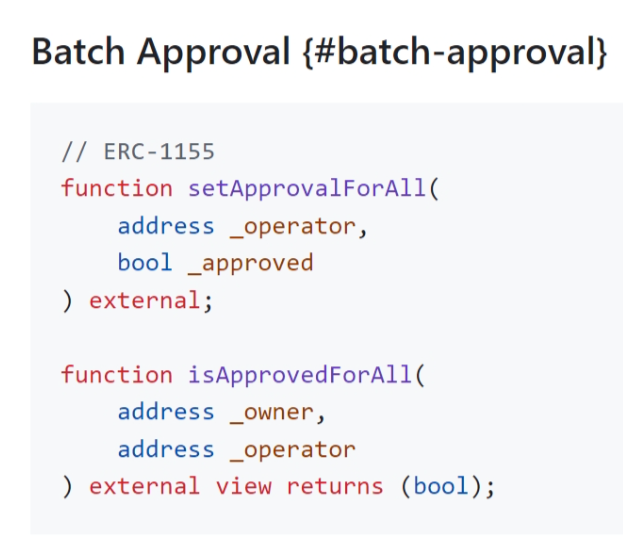 Batch Approval {#batch-approval}
// ERC-1155
function setApprovalForAll(
    address _operator,
    bool _approved
) external;

function isApprovedForAll(
    address _owner,
    address _operator
) external view returns (bool);